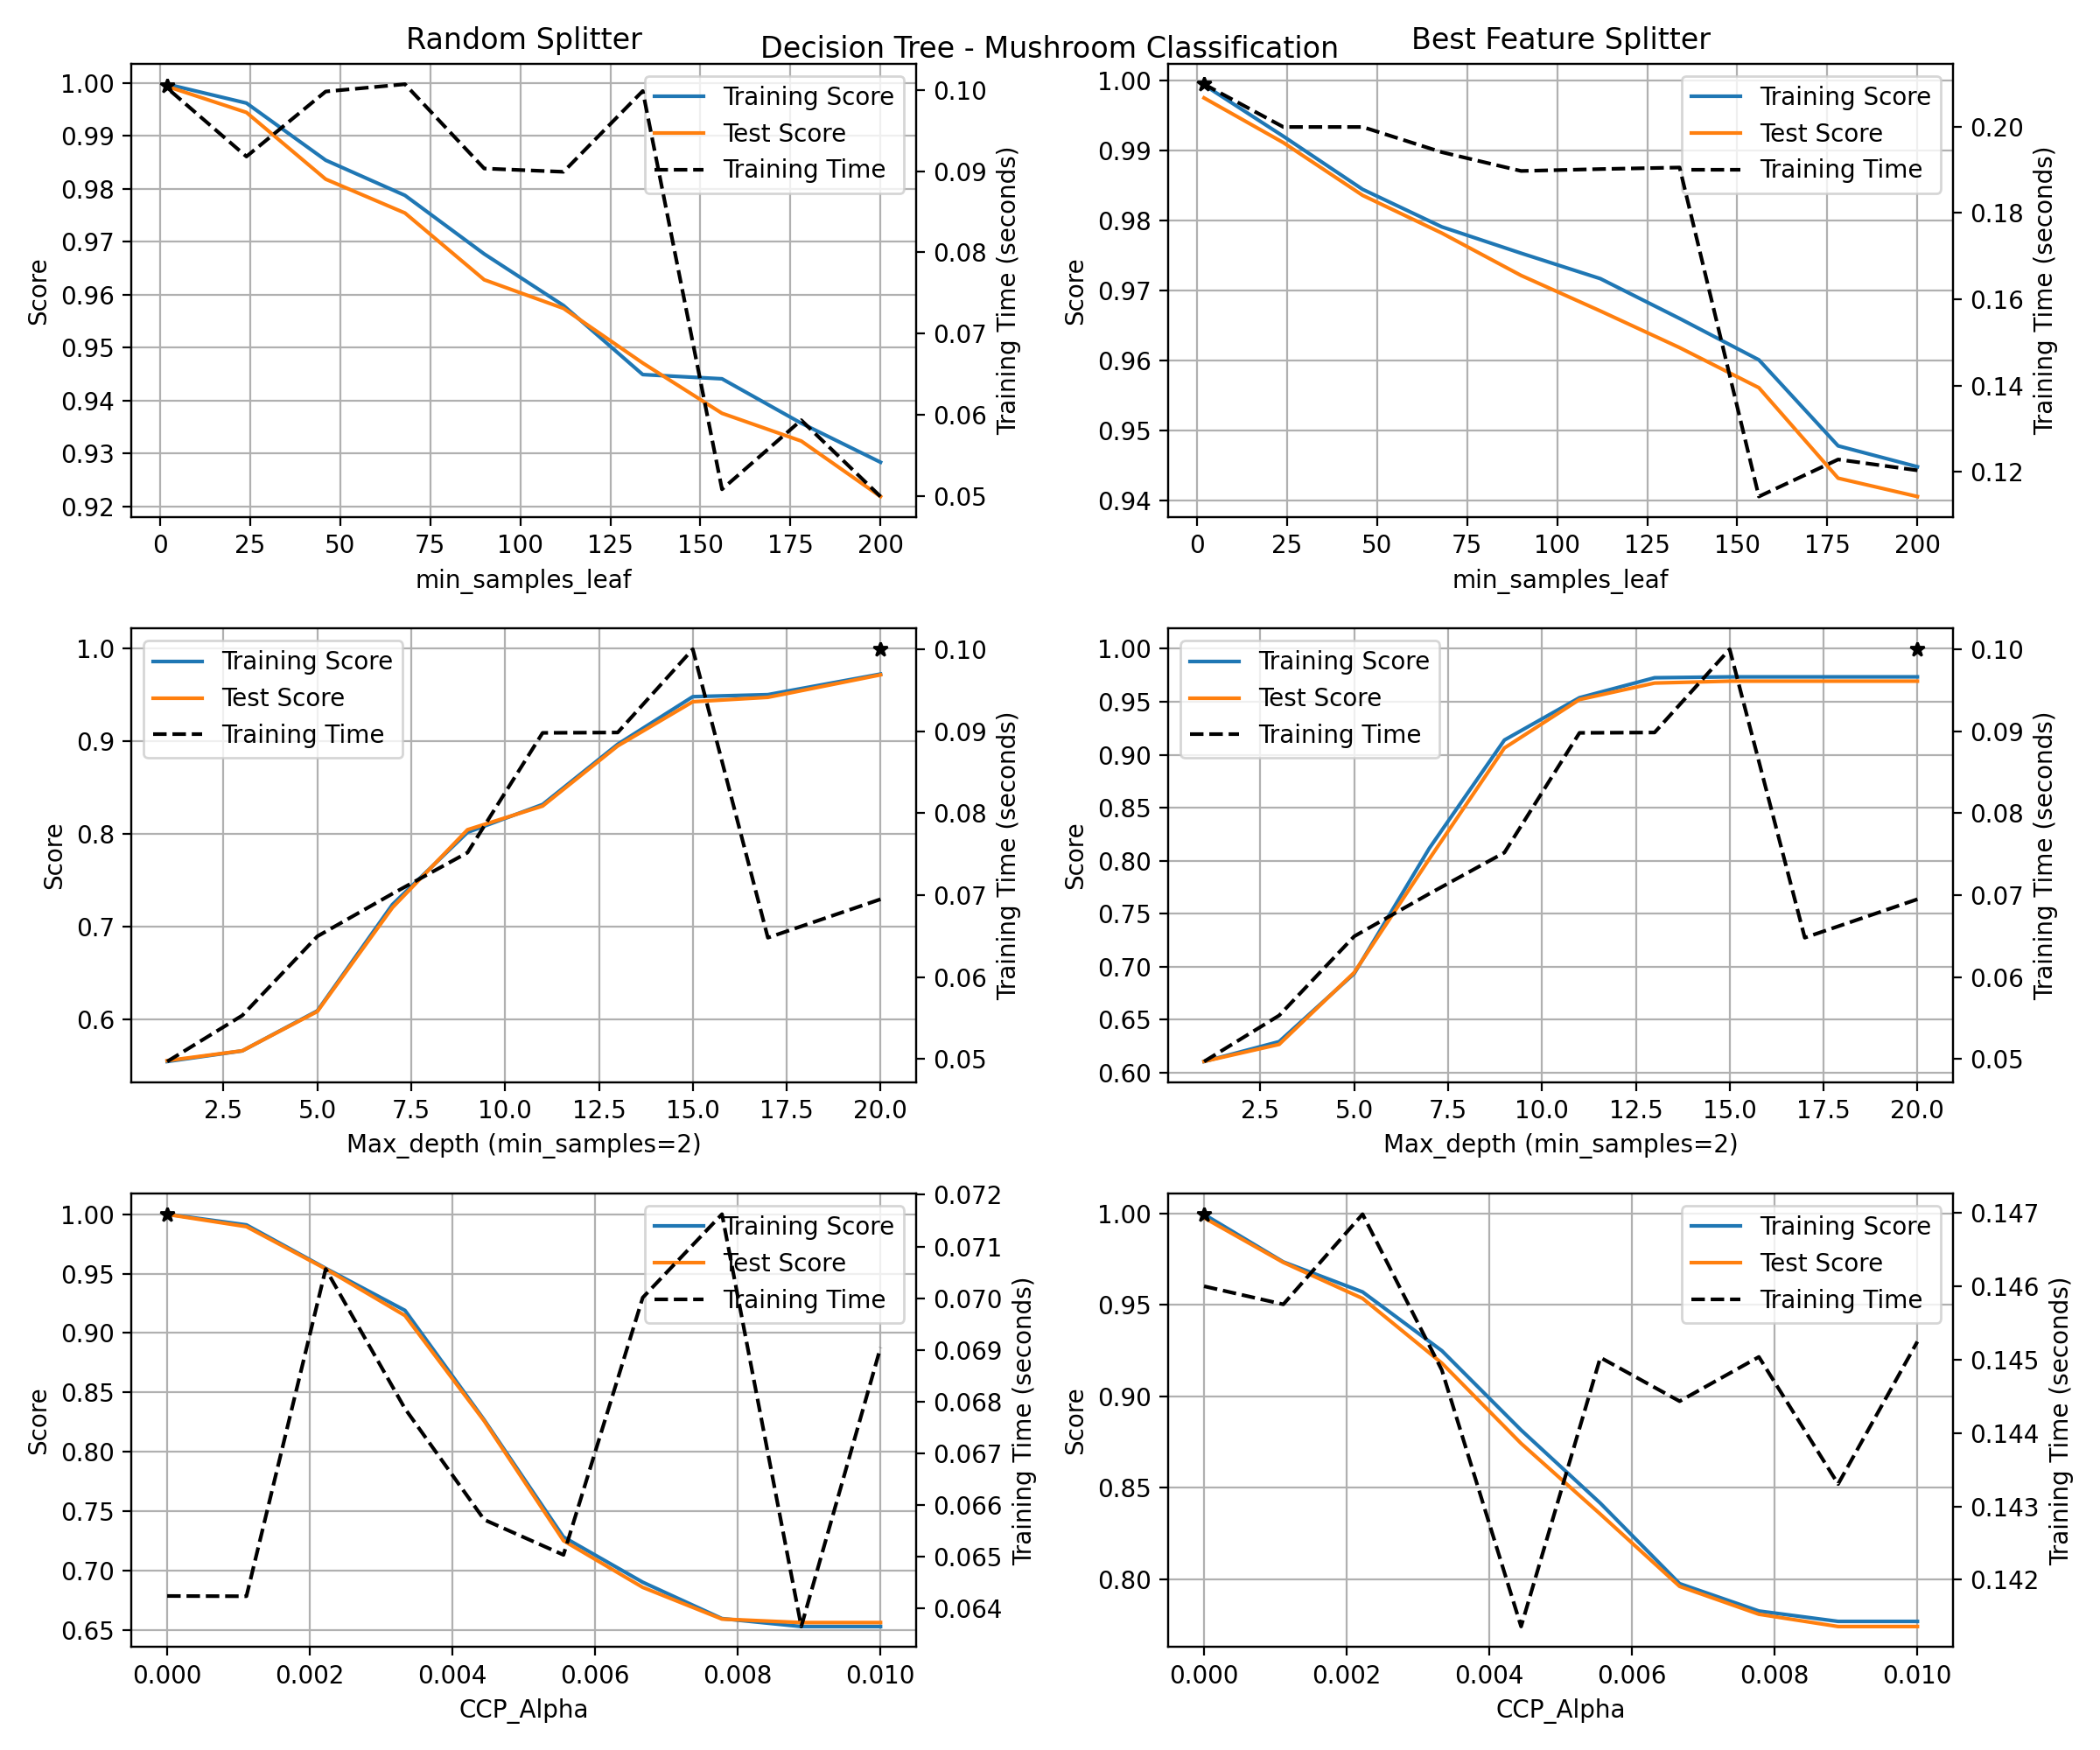 Decision Tree - Mushroom Classification
Random Splitter
1.00
0.99
0.98
0.97
0.96
0.95
0.94
0.93
0.92
Score
0.10
0.09
0.08
0.07
0.06
0.05
Training Time (seconds)
Training Score
Test Score
Training Time
0 25 50 75 100 125 150 175 200
min_samples_leaf
Best Feature Splitter
1.00
0.99
0.98
0.97
0.96
0.95
0.94
Score
0.20
0.18
0.16
0.14
0.12
Training Time (seconds)
Training Score
Test Score
Training Time
0 25 50 75 100 125 150 175 200
min_samples_leaf
1.0
0.9
0.8
0.7
0.6
Score
0.10
0.09
0.08
0.07
0.06
0.05
Training Time (seconds)
Training Score
Test Score
Training Time
2.5 5.0 7.5 10.0 12.5 15.0 17.5 20.0
Max_depth (min_samples=2)
1.00
0.95
0.90
0.85
0.80
0.75
0.70
0.65
0.60
Score
0.10
0.09
0.08
0.07
0.06
0.05
Training Time (seconds)
Training Score
Test Score
Training Time
2.5 5.0 7.5 10.0 12.5 15.0 17.5 20.0
Max_depth (min_samples=2)
1.00
0.95
0.90
0.85
0.80
0.75
0.70
0.65
Score
0.072
0.071
0.070
0.069
0.068
0.067
0.066
0.065
0.064
Training Time (seconds)
Training Score
Test Score
Training Time
0.000 0.002 0.004 0.006 0.008 0.010
CCP_Alpha
1.00
0.95
0.90
0.85
0.80
Score
0.147
0.146
0.145
0.144
0.143
0.142
Training Time (seconds)
Training Score
Test Score
Training Time
0.000 0.002 0.004 0.006 0.008 0.010
CCP_Alpha